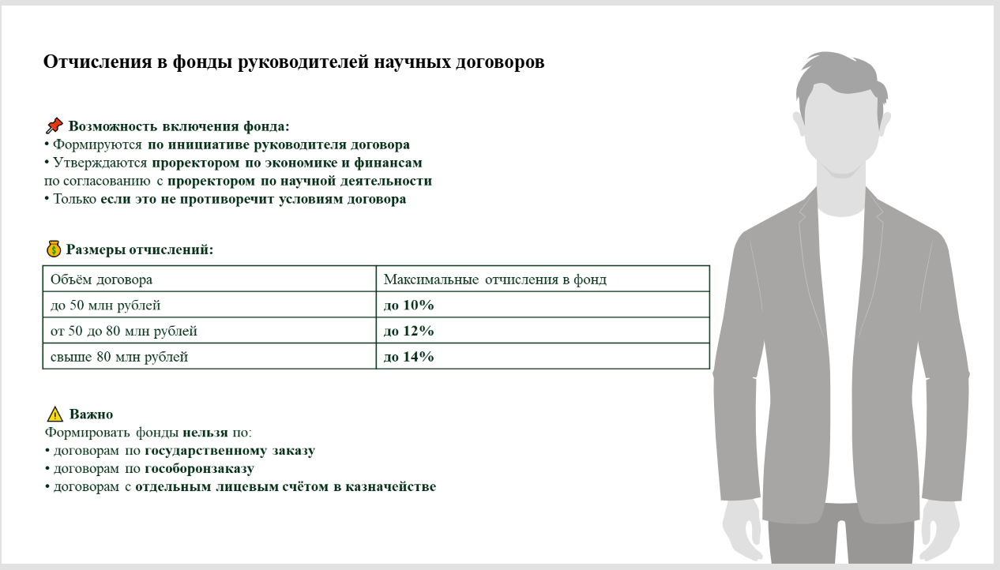 Отчисления в фонды руководителей научных договоров
📌 Возможность включения фонда:
• Формируются по инициативе руководителя договора
• Утверждаются проректором по экономике и финансам
по согласованию с проректором по научной деятельности
• Только если это не противоречит условиям договора
💰 Размеры отчислений:
Объём договора Максимальные отчисления в фонд
до 50 млн рублей до 10%
от 50 до 80 млн рублей до 12%
свыше 80 млн рублей до 14%
⚠️ Важно
Формировать фонды нельзя по:
• договорам по государственному заказу
• договорам по гособоронзаказу
• договорам с отдельным лицевым счётом в казначействе